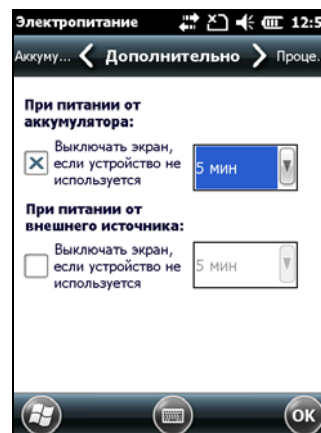 Электропитание 12:5
Аккуму... Дополнительно Проце.
При питании от
аккумулятора:
Выключать экран,
если устройство не
используется
5 мин
При питании от
внешнего источника:
Выключать экран,
если устройство не
используется
5 мин
OK